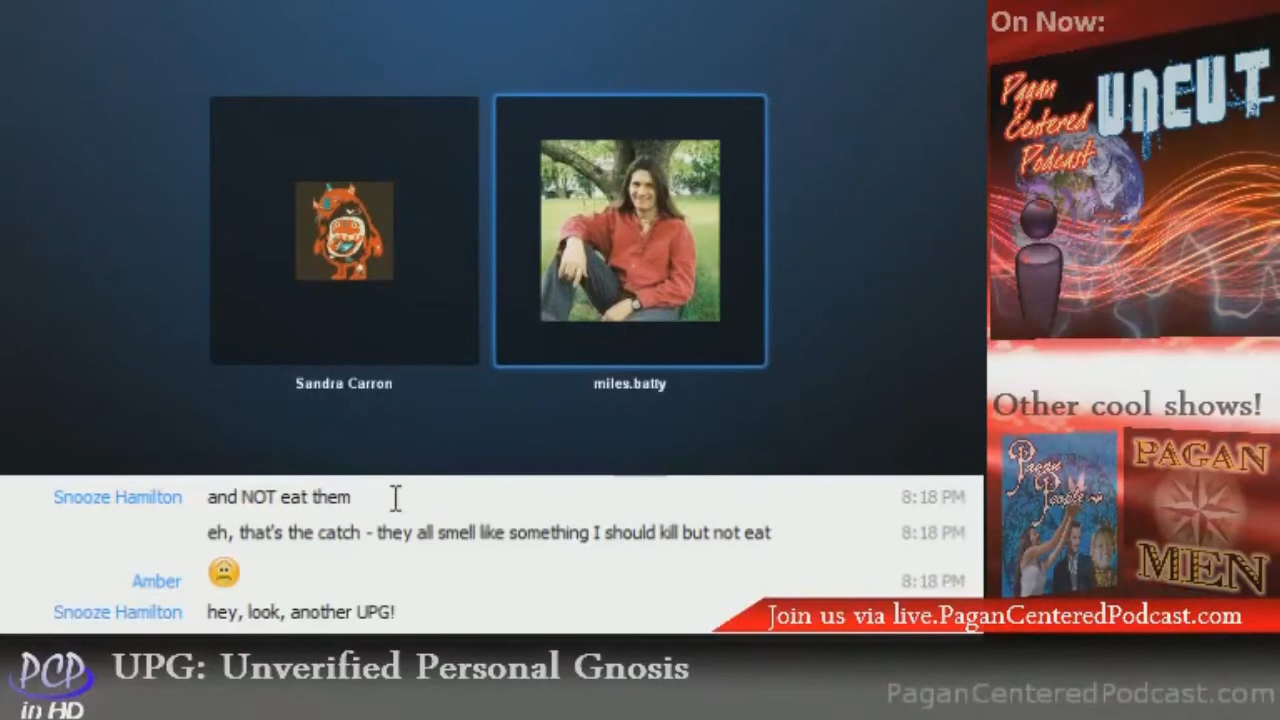 On Now:
Pagan
Centered
Podcast
UNCUT
Sandra Carron
miles.batty
Other cool shows!
Pagan
People
PAGAN
MEN
Snooze Hamilton and NOT eat them 8:18 PM
eh, that's the catch - they all smell like something I should kill but not eat 8:18 PM
Amber 8:18 PM
Snooze Hamilton hey, look, another UPG!
Join us via live.PaganCenteredPodcast.com
PCP
in HD
UPG: Unverified Personal Gnosis
PaganCenteredPodcast.com